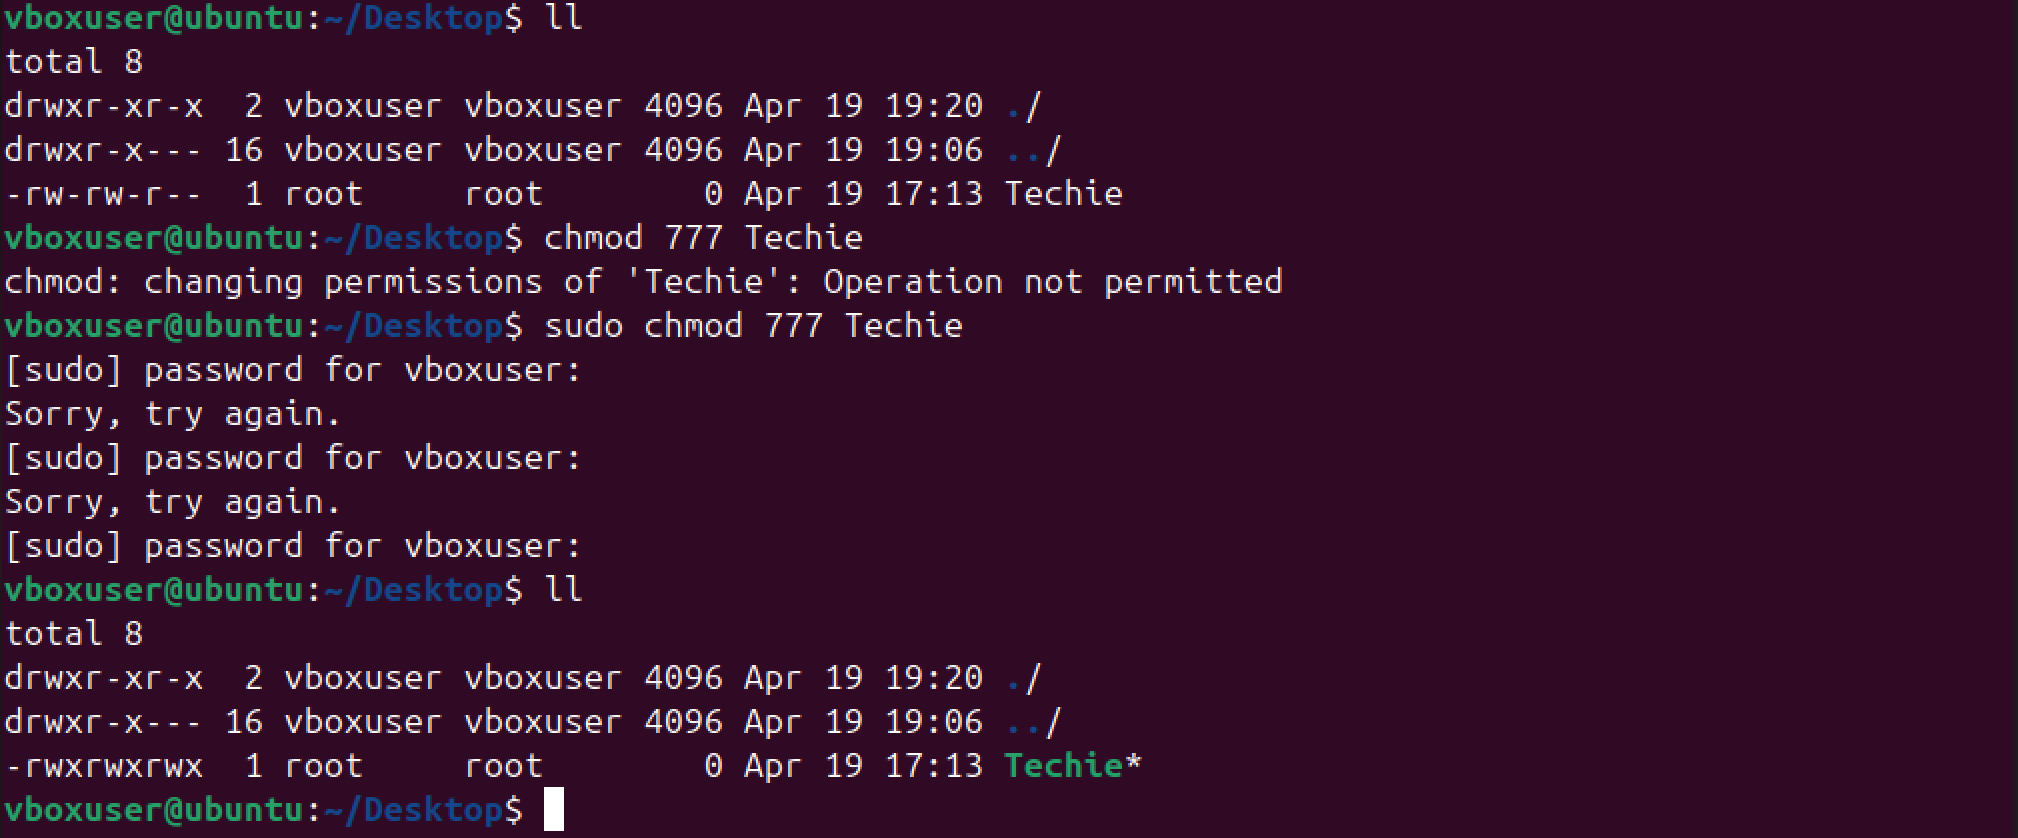 vboxuser@ubuntu:~/Desktop$ ll
total 8
drwxr-xr-x  2 vboxuser vboxuser 4096 Apr 19 19:20 ./
drwxr-x--- 16 vboxuser vboxuser 4096 Apr 19 19:06 ../
-rw-rw-r--  1 root     root        0 Apr 19 17:13 Techie
vboxuser@ubuntu:~/Desktop$ chmod 777 Techie
chmod: changing permissions of 'Techie': Operation not permitted
vboxuser@ubuntu:~/Desktop$ sudo chmod 777 Techie
[sudo] password for vboxuser:
Sorry, try again.
[sudo] password for vboxuser:
Sorry, try again.
[sudo] password for vboxuser:
vboxuser@ubuntu:~/Desktop$ ll
total 8
drwxr-xr-x  2 vboxuser vboxuser 4096 Apr 19 19:20 ./
drwxr-x--- 16 vboxuser vboxuser 4096 Apr 19 19:06 ../
-rwxrwxrwx  1 root     root        0 Apr 19 17:13 Techie*
vboxuser@ubuntu:~/Desktop$